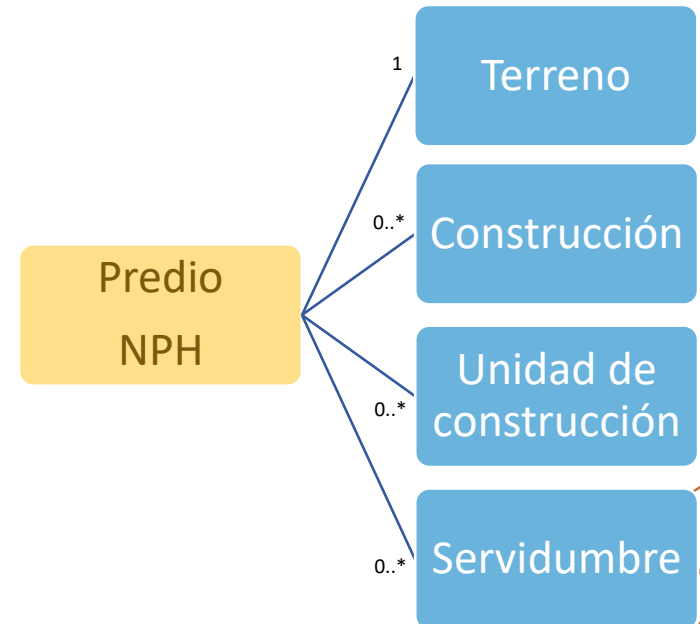 Predio
NPH
1
Terreno
0..*
Construcción
0..*
Unidad de
construcción
0..*
Servidumbre